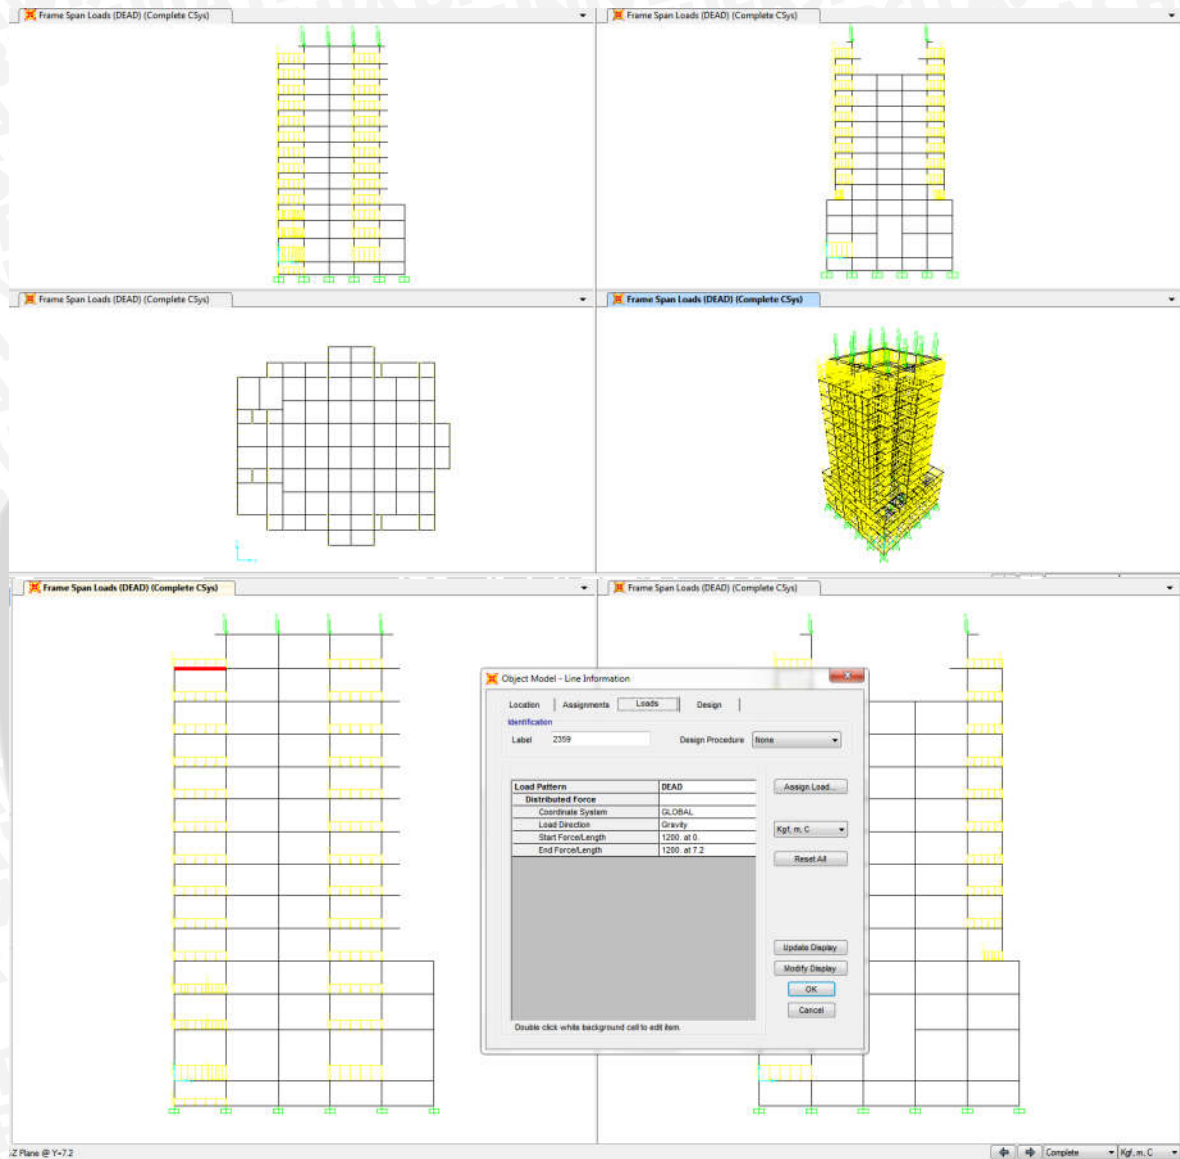 Frame Span Loads (DEAD) (Complete CSys)
Frame Span Loads (DEAD) (Complete CSys)
Frame Span Loads (DEAD) (Complete CSys)
Frame Span Loads (DEAD) (Complete CSys)
Frame Span Loads (DEAD) (Complete CSys)
Frame Span Loads (DEAD) (Complete CSys)
Object Model - Line Information
Location Assignments Loads Design
Identification
Label 2359 Design Procedure None
Load Pattern DEAD
Distributed Force
Coordinate System GLOBAL
Load Direction Gravity
Start Force/Length 1200. at 0.
End Force/Length 1200. at 7.2
Assign Load...
Kgf, m, C
Reset All
Update Display
Modify Display
OK
Cancel
Double click white background cell to edit item.
Z Plane @ Y=7.2
Complete Kgf, m, C